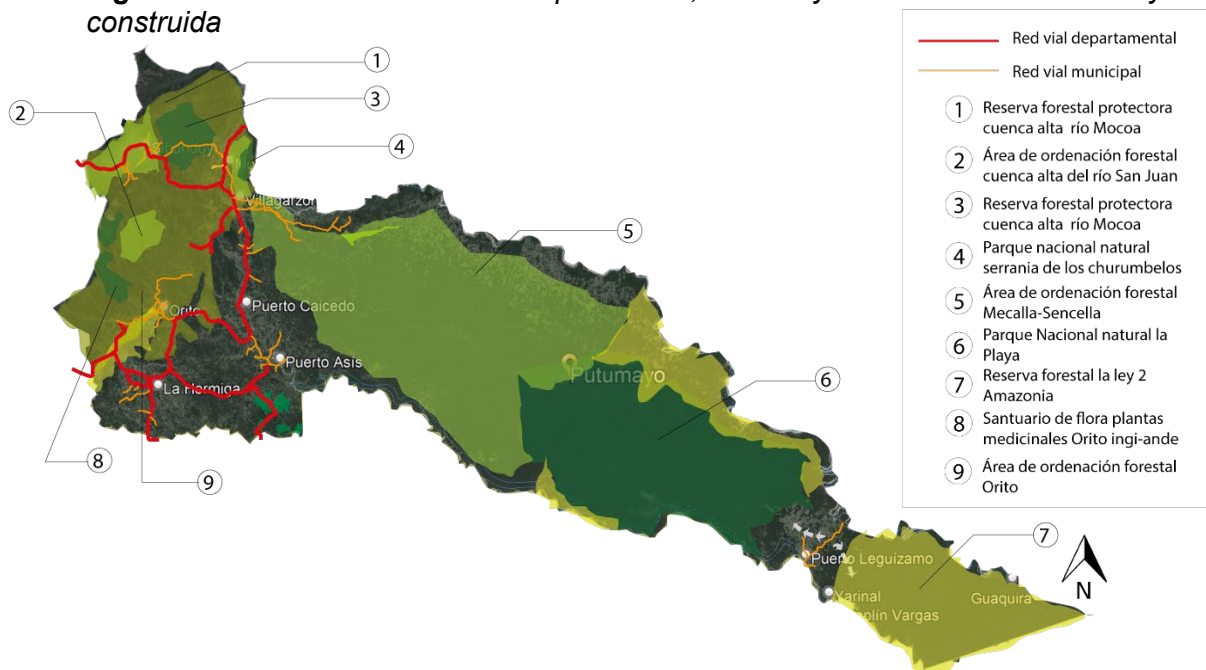 construida
Red vial departamental
Red vial municipal
1 Reserva forestal protectora
cuenca alta río Mocoa
2 Área de ordenación forestal
cuenca alta del río San Juan
3 Reserva forestal protectora
cuenca alta río Mocoa
4 Parque nacional natural
serrania de los churumbelos
5 Área de ordenación forestal
Mecalla-Sencella
6 Parque Nacional natural la
Playa
7 Reserva forestal la ley 2
Amazonia
8 Santuario de flora plantas
medicinales Orito ingi-ande
9 Área de ordenación forestal
Orito
1
3
2
4
Villagarzón
5
Puerto Caicedo
Orito
Puerto Asis
Putumayo
La Hormiga
6
8
9
7
Puerto Leguízamo
N
Yarinal
Guaquira
Vargas